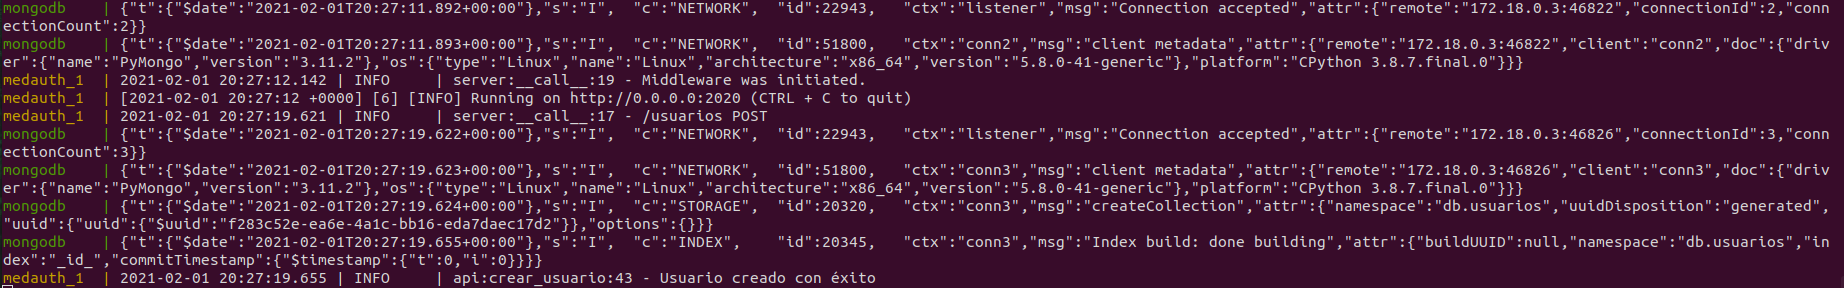 mongodb    | {"t":{"$date":"2021-02-01T20:27:11.892+00:00"},"s":"I",  "c":"NETWORK",  "id":22943,   "ctx":"listener","msg":"Connection accepted","attr":{"remote":"172.18.0.3:46822","connectionId":2,"conn
ectionCount":2}}
mongodb    | {"t":{"$date":"2021-02-01T20:27:11.893+00:00"},"s":"I",  "c":"NETWORK",  "id":51800,   "ctx":"conn2","msg":"client metadata","attr":{"remote":"172.18.0.3:46822","client":"conn2","doc":{"driv
er":{"name":"PyMongo","version":"3.11.2"},"os":{"type":"Linux","name":"Linux","architecture":"x86_64","version":"5.8.0-41-generic"},"platform":"CPython 3.8.7.final.0"}}}
medauth_1  | 2021-02-01 20:27:12.142 | INFO     | server:__call__:19 - Middleware was initiated.
medauth_1  | [2021-02-01 20:27:12 +0000] [6] [INFO] Running on http://0.0.0.0:2020 (CTRL + C to quit)
medauth_1  | 2021-02-01 20:27:19.621 | INFO     | server:__call__:17 - /usuarios POST
mongodb    | {"t":{"$date":"2021-02-01T20:27:19.622+00:00"},"s":"I",  "c":"NETWORK",  "id":22943,   "ctx":"listener","msg":"Connection accepted","attr":{"remote":"172.18.0.3:46826","connectionId":3,"conn
ectionCount":3}}
mongodb    | {"t":{"$date":"2021-02-01T20:27:19.623+00:00"},"s":"I",  "c":"NETWORK",  "id":51800,   "ctx":"conn3","msg":"client metadata","attr":{"remote":"172.18.0.3:46826","client":"conn3","doc":{"driv
er":{"name":"PyMongo","version":"3.11.2"},"os":{"type":"Linux","name":"Linux","architecture":"x86_64","version":"5.8.0-41-generic"},"platform":"CPython 3.8.7.final.0"}}}
mongodb    | {"t":{"$date":"2021-02-01T20:27:19.624+00:00"},"s":"I",  "c":"STORAGE",  "id":20320,   "ctx":"conn3","msg":"createCollection","attr":{"namespace":"db.usuarios","uuidDisposition":"generated",
"uuid":{"uuid":{"$uuid":"f283c52e-ea6e-4a1c-bb16-eda7daec17d2"}},"options":{}}}
mongodb    | {"t":{"$date":"2021-02-01T20:27:19.655+00:00"},"s":"I",  "c":"INDEX",    "id":20345,   "ctx":"conn3","msg":"Index build: done building","attr":{"buildUUID":null,"namespace":"db.usuarios","in
dex":"_id_","commitTimestamp":{"$timestamp":{"t":0,"i":0}}}}
medauth_1  | 2021-02-01 20:27:19.655 | INFO     | api:crear_usuario:43 - Usuario creado con éxito